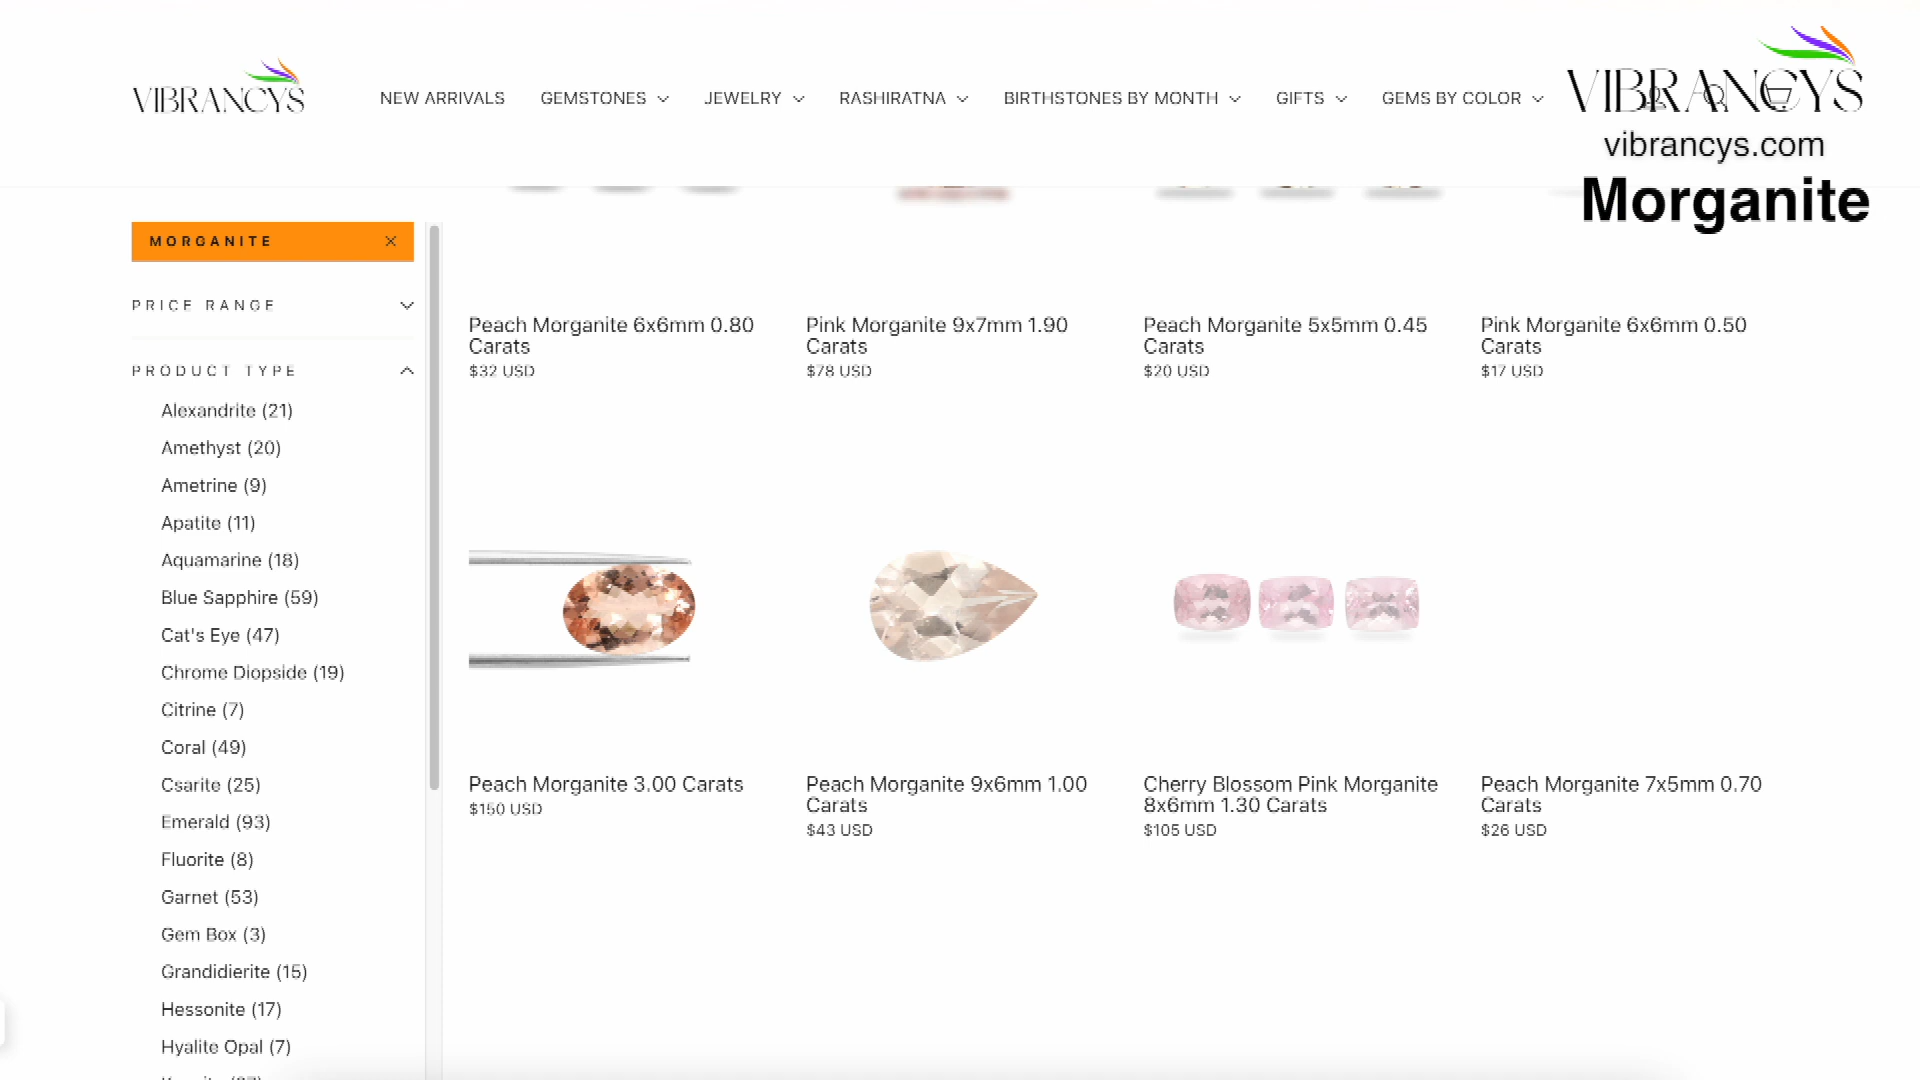 VIBRANCYS
NEW ARRIVALS
GEMSTONES
JEWELRY
RASHIRATNA
BIRTHSTONES BY MONTH
GIFTS
GEMS BY COLOR
VIBRANCYS
vibrancys.com
Morganite
MORGANITE
PRICE RANGE
PRODUCT TYPE
Alexandrite (21)
Amethyst (20)
Ametrine (9)
Apatite (11)
Aquamarine (18)
Blue Sapphire (59)
Cat's Eye (47)
Chrome Diopside (19)
Citrine (7)
Coral (49)
Csarite (25)
Emerald (93)
Fluorite (8)
Garnet (53)
Gem Box (3)
Grandidierite (15)
Hessonite (17)
Hyalite Opal (7)
Peach Morganite 6x6mm 0.80
Carats
$32 USD
Pink Morganite 9x7mm 1.90
Carats
$78 USD
Peach Morganite 5x5mm 0.45
Carats
$20 USD
Pink Morganite 6x6mm 0.50
Carats
$17 USD
Peach Morganite 3.00 Carats
$150 USD
Peach Morganite 9x6mm 1.00
Carats
$43 USD
Cherry Blossom Pink Morganite
8x6mm 1.30 Carats
$105 USD
Peach Morganite 7x5mm 0.70
Carats
$26 USD